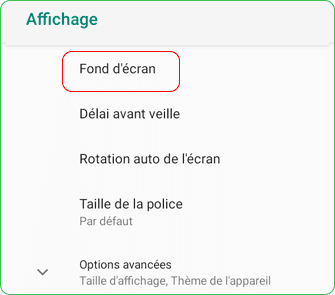 Affichage
Fond d'écran
Délai avant veille
Rotation auto de l'écran
Taille de la police
Par défaut
Options avancées
Taille d'affichage, Thème de l'appareil